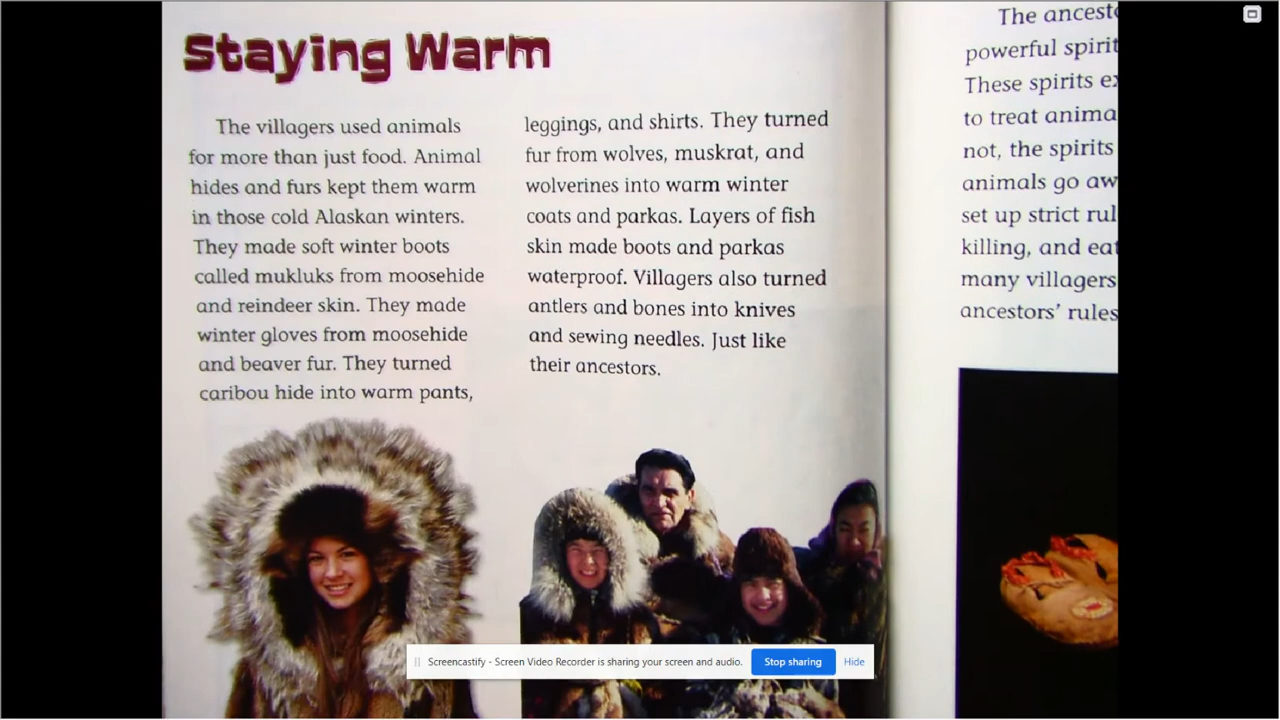 Staying Warm
The villagers used animals
for more than just food. Animal
hides and furs kept them warm
in those cold Alaskan winters.
They made soft winter boots
called mukluks from moosehide
and reindeer skin. They made
winter gloves from moosehide
and beaver fur. They turned
caribou hide into warm pants,
leggings, and shirts. They turned
fur from wolves, muskrat, and
wolverines into warm winter
coats and parkas. Layers of fish
skin made boots and parkas
waterproof. Villagers also turned
antlers and bones into knives
and sewing needles. Just like
their ancestors.
The
powerful
These spirits
to treat
not, the spirits
animals go
set up strict
killing, and
many villagers
ancestors' rules
Screencastify - Screen Video Recorder is sharing your screen and audio.
Stop sharing
Hide